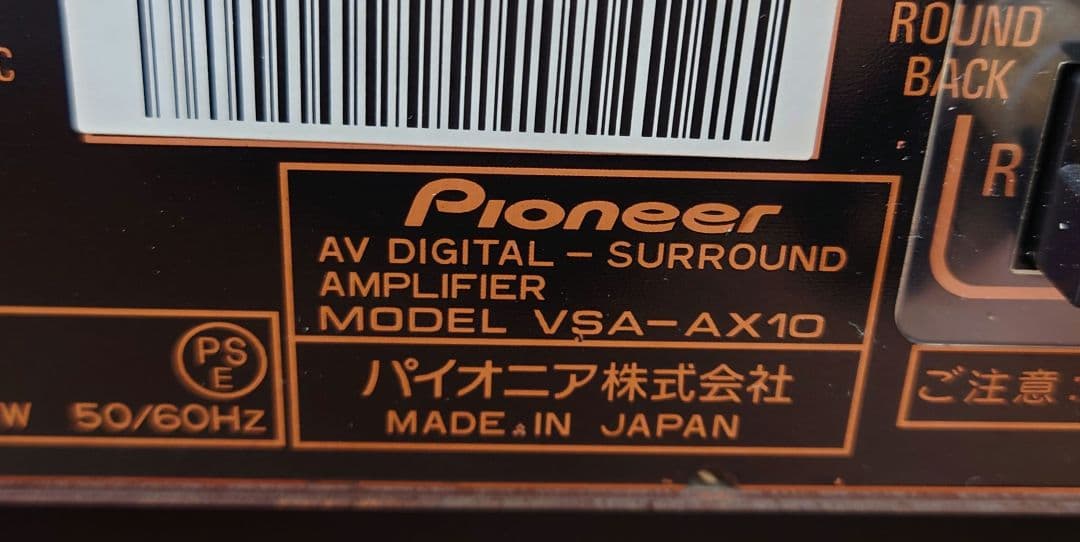 ROUND
BACK
R
Pioneer
AV DIGITAL – SURROUND
AMPLIFIER
MODEL VSA–AX10
パイオニア株式会社
MADE IN JAPAN
PS
E
W 50/60Hz
ご注意: